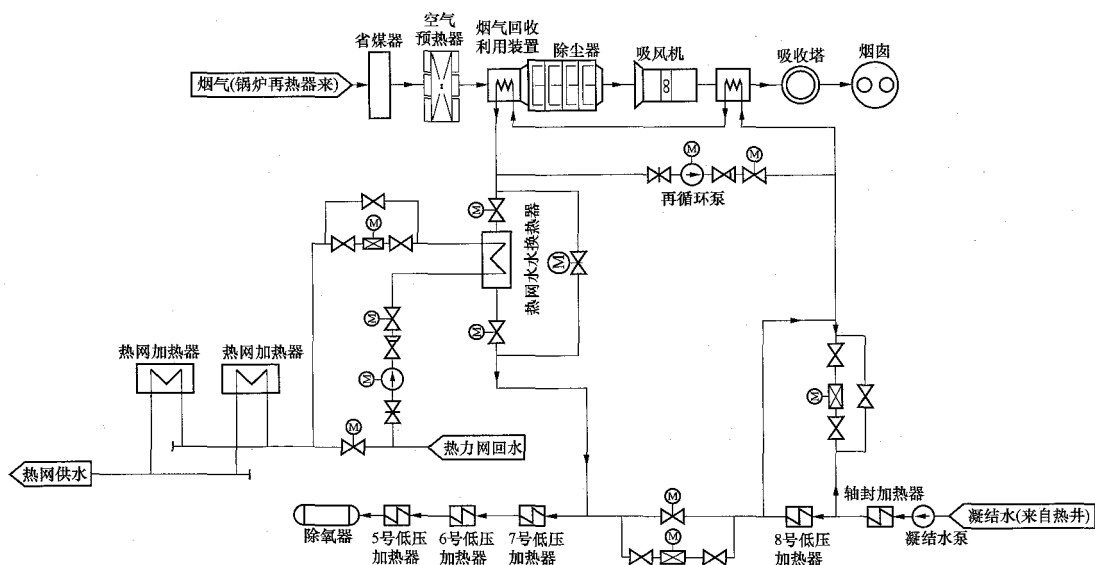 省煤器
空气
预热器
烟气回收
利用装置
除尘器
吸风机
吸收塔
烟囱
烟气(锅炉再热器来)
M
M
再循环泵
M
M
热网水水换热器
M
M
M
热网加热器
热网加热器
M
M
M
M
热力网回水
热网供水
轴封加热器
M
凝结水(来自热井)
凝结水泵
除氧器
5号低压
加热器
6号低压
加热器
7号低压
加热器
M
8号低压
加热器